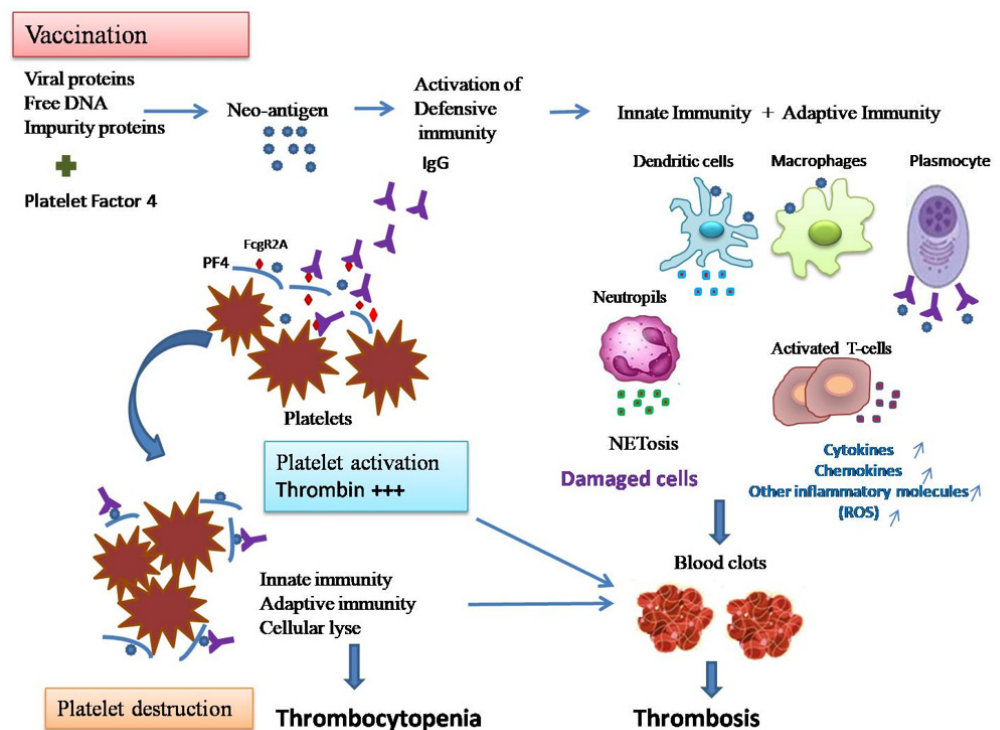 Vaccination
Viral proteins
Free DNA
Impurity proteins
Platelet Factor 4
Neo-antigen
Activation of
Defensive
immunity
IgG
Innate Immunity + Adaptive Immunity
Dendritic cells
Macrophages
Plasmocyte
FcgR2A
PF4
Platelets
Neutropils
NETosis
Damaged cells
Activated T-cells
Cytokines
Chemokines
Other inflammatory molecules
(ROS)
Platelet activation
Thrombin +++
Blood clots
Innate immunity
Adaptive immunity
Cellular lyse
Platelet destruction
Thrombocytopenia
Thrombosis